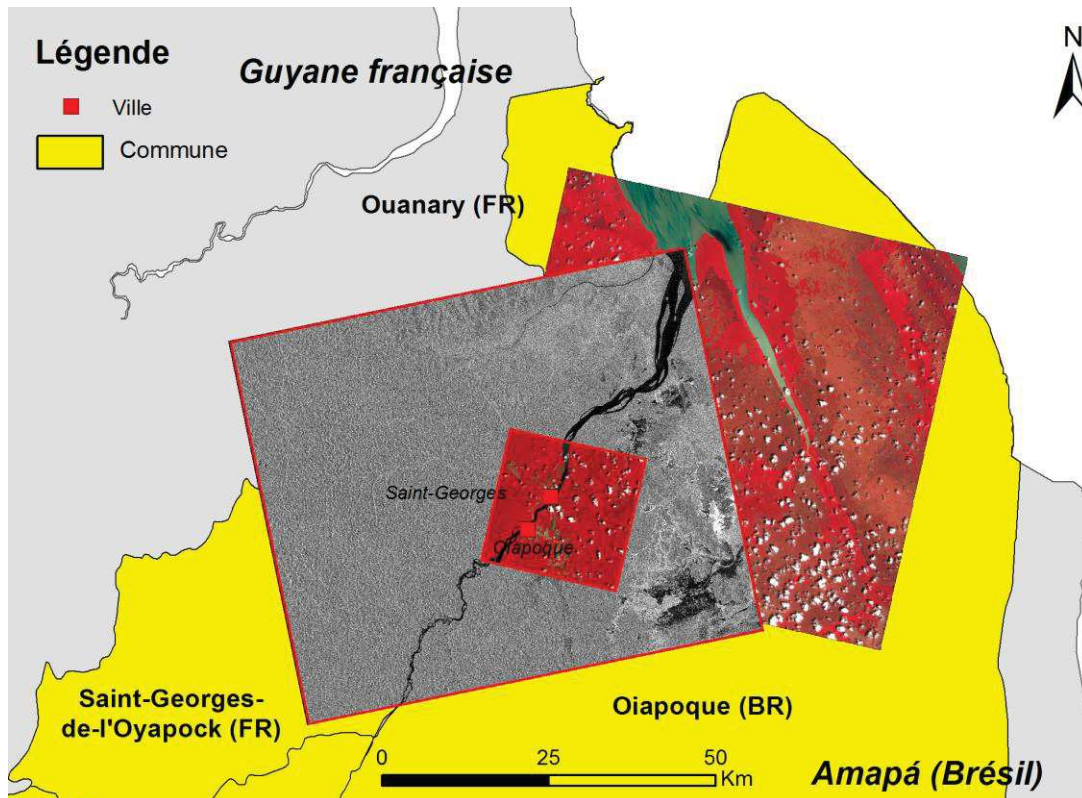 Légende
Ville
Commune
Guyane française
N
Ouanary (FR)
Saint-Georges
Oiapoque
Saint-Georges-
de-l'Oyapock (FR)
Oiapoque (BR)
0 25 50
Km
Amapá (Brésil)